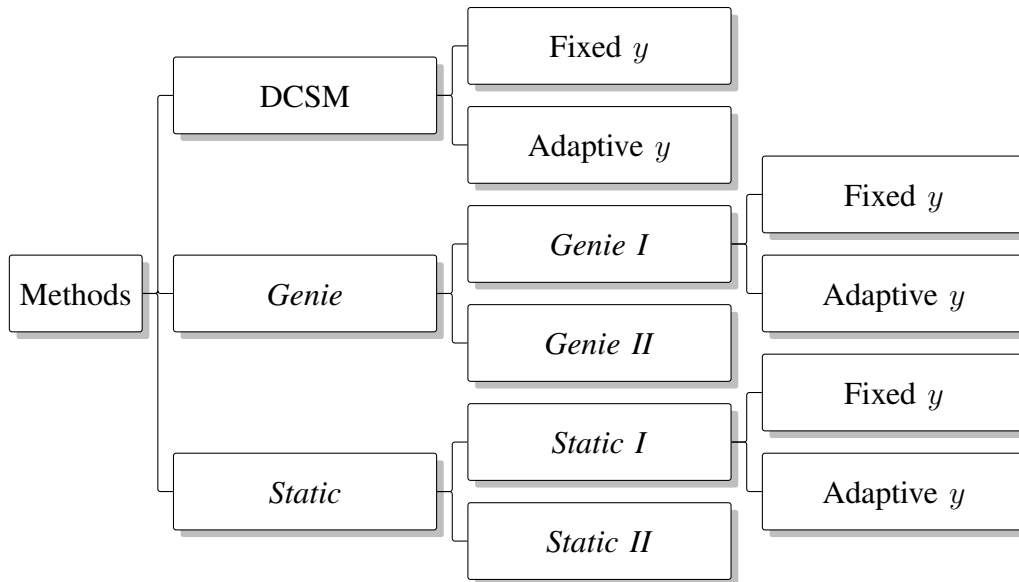 Methods
DCSM
Fixed y
Adaptive y
Genie
Genie I
Fixed y
Adaptive y
Genie II
Static
Static I
Fixed y
Adaptive y
Static II